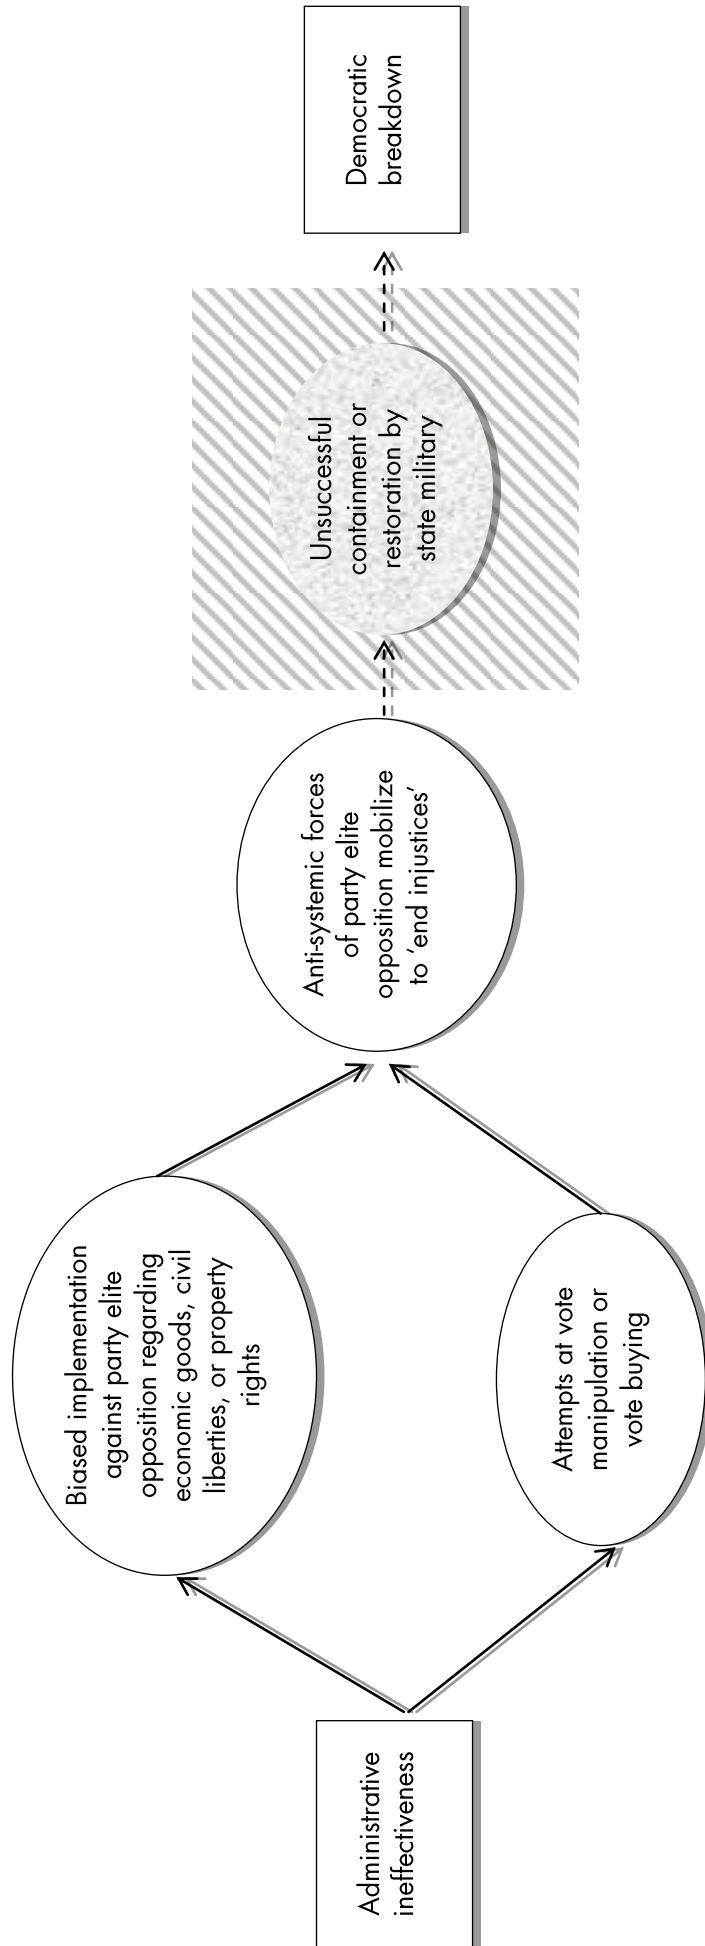 Administrative
ineffectiveness
Biased implementation
against party elite
opposition regarding
economic goods, civil
liberties, or property
rights
Attempts at vote
manipulation or
vote buying
Anti-systemic forces
of party elite
opposition mobilize
to ‘end injustices’
Unsuccessful
containment or
restoration by
state military
Democratic
breakdown